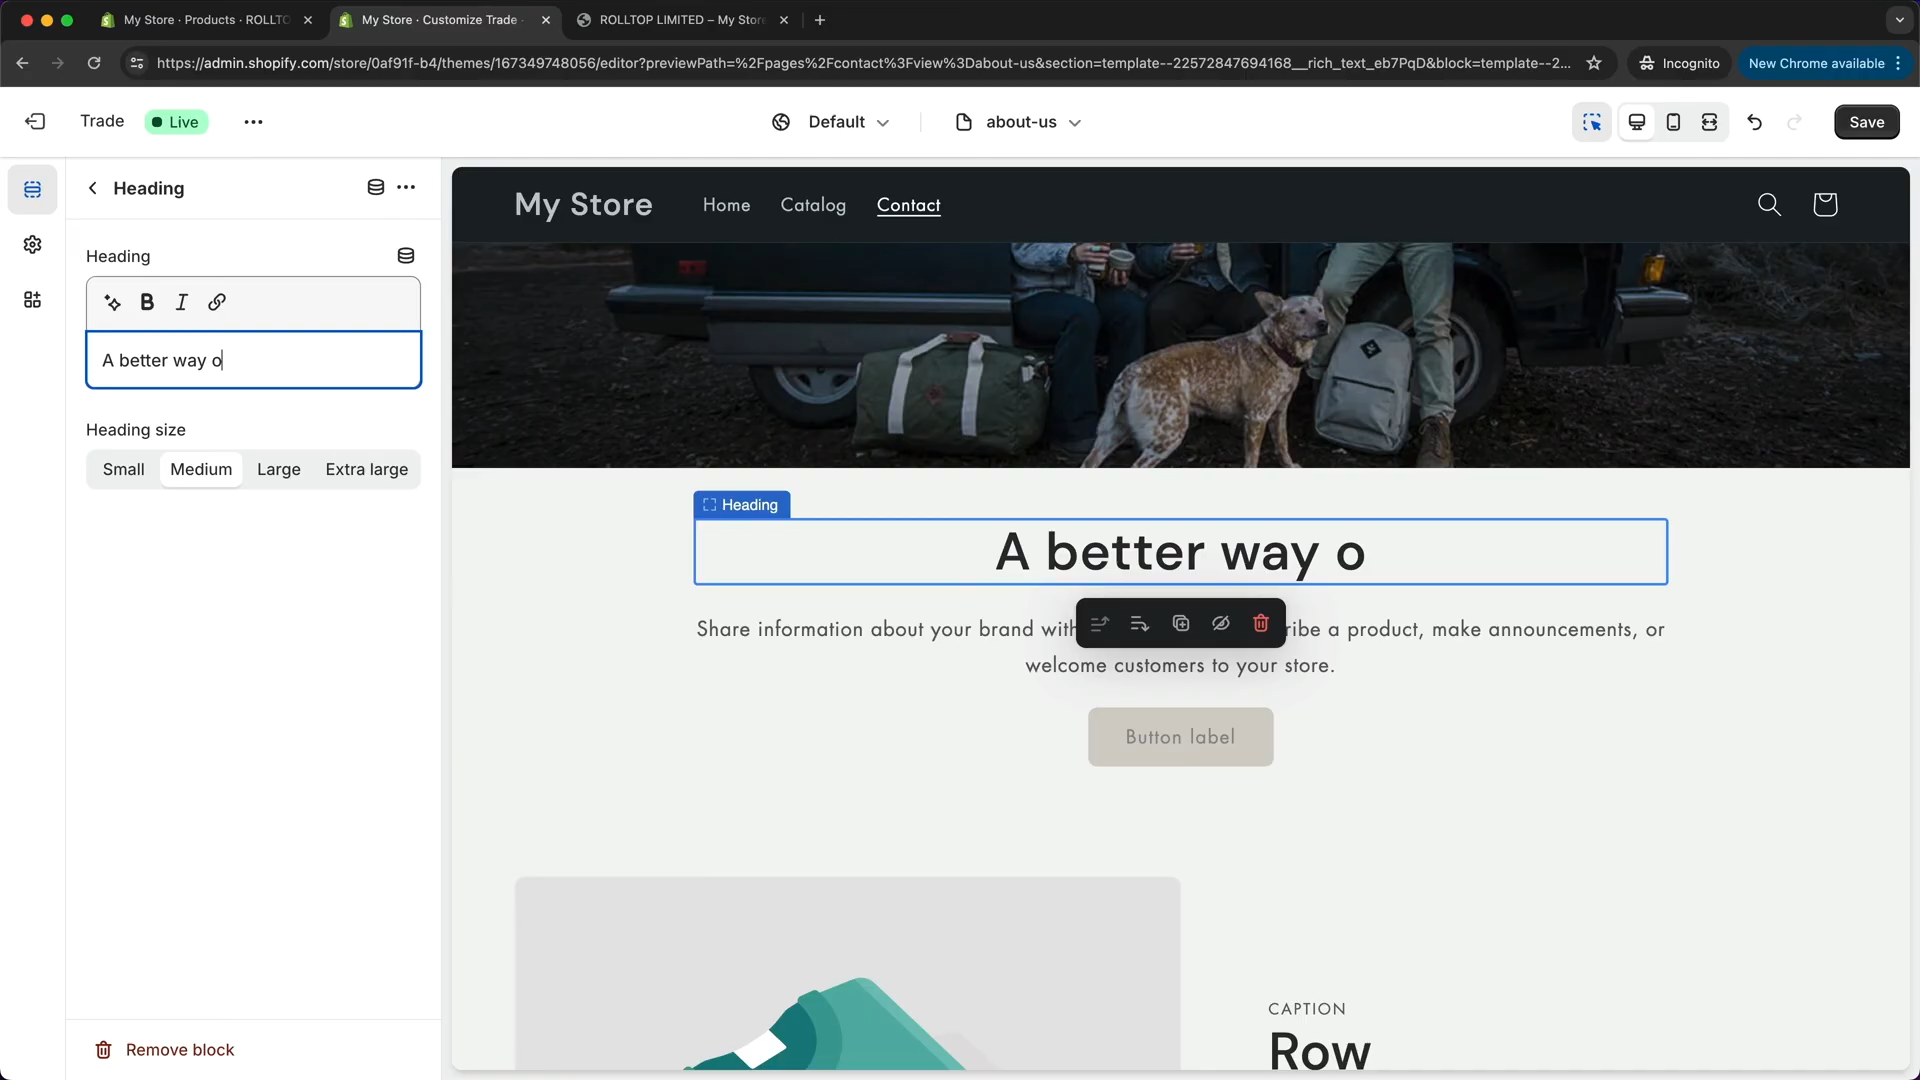 My Store · Products · ROLLTO
My Store · Customize Trade ·
ROLLTOP LIMITED – My Store
https://admin.shopify.com/store/0af91f-b4/themes/167349748056/editor?previewPath=%2Fpages%2Fcontact%3Fview%3Dabout-us&section=template--22572847694168__rich_text_eb7PqD&block=template--2...
Incognito
New Chrome available
Trade
Live
Default
about-us
Save
Heading
Heading
B I
A better way o
Heading size
Small Medium Large Extra large
Remove block
My Store
Home Catalog Contact
Heading
A better way o
Share information about your brand with ribe a product, make announcements, or
welcome customers to your store.
Button label
CAPTION
Row